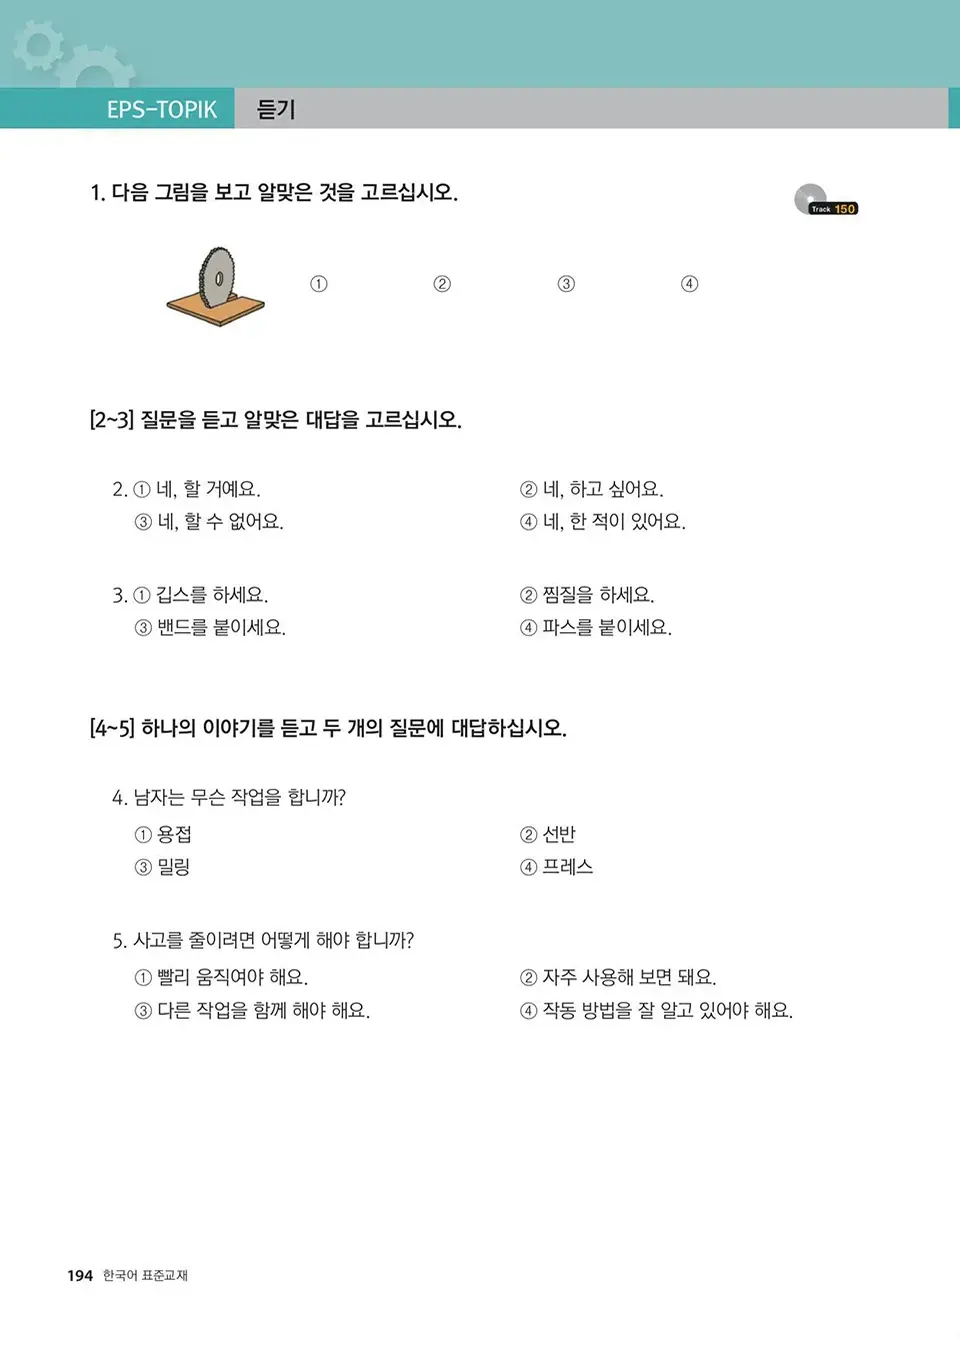 EPS-TOPIK 듣기
1. 다음 그림을 보고 알맞은 것을 고르십시오.
Track 150
① ② ③ ④
[2~3] 질문을 듣고 알맞은 대답을 고르십시오.
2. ① 네, 할 거예요. ② 네, 하고 싶어요.
③ 네, 할 수 없어요. ④ 네, 한 적이 있어요.
3. ① 깁스를 하세요. ② 찜질을 하세요.
③ 밴드를 붙이세요. ④ 파스를 붙이세요.
[4~5] 하나의 이야기를 듣고 두 개의 질문에 대답하십시오.
4. 남자는 무슨 작업을 합니까?
① 용접 ② 선반
③ 밀링 ④ 프레스
5. 사고를 줄이려면 어떻게 해야 합니까?
① 빨리 움직여야 해요. ② 자주 사용해 보면 돼요.
③ 다른 작업을 함께 해야 해요. ④ 작동 방법을 잘 알고 있어야 해요.
194 한국어 표준교재